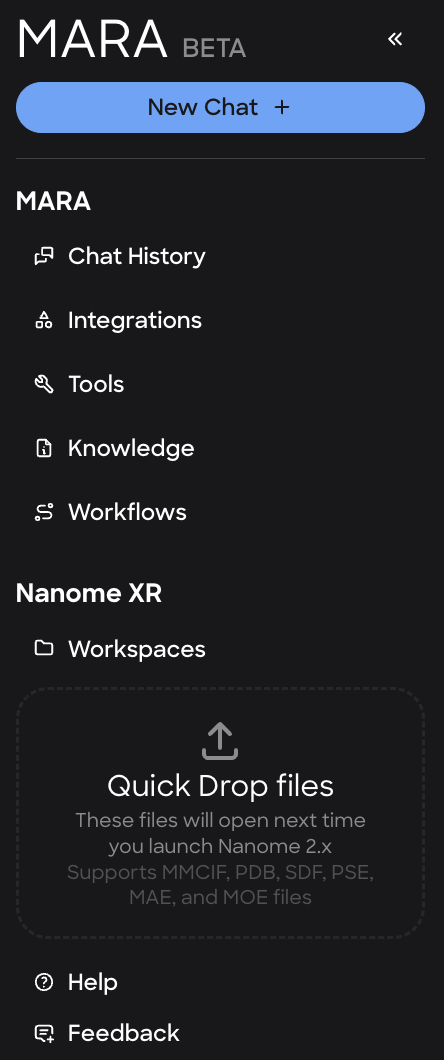 MARA BETA
New Chat +
MARA
Chat History
Integrations
Tools
Knowledge
Workflows
Nanome XR
Workspaces
Quick Drop files
These files will open next time
you launch Nanome 2.x
Supports MMCIF, PDB, SDF, PSE,
MAE, and MOE files
Help
Feedback